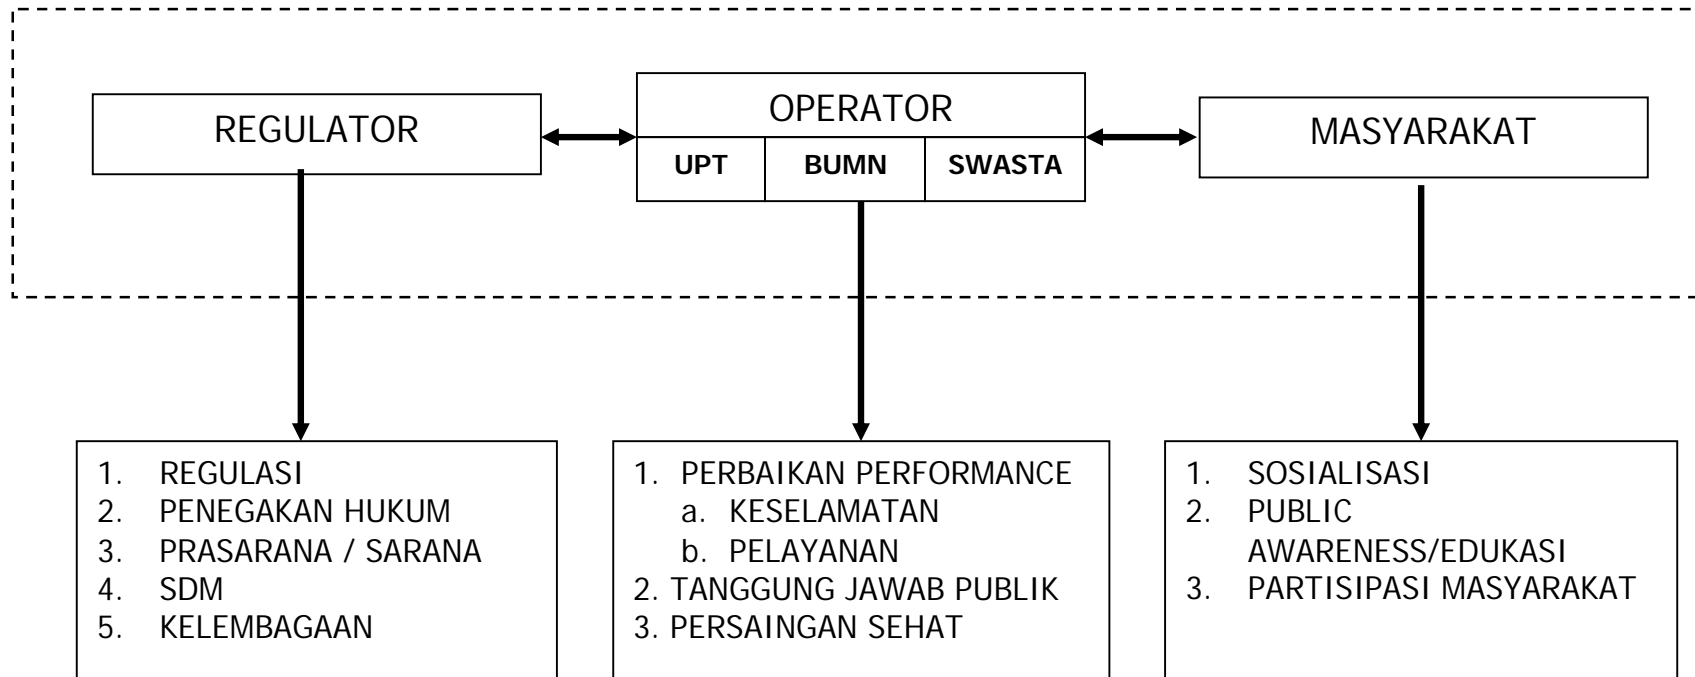 REGULATOR
OPERATOR
UPT BUMN SWASTA
MASYARAKAT
1. REGULASI
2. PENEGAKAN HUKUM
3. PRASARANA / SARANA
4. SDM
5. KELEMBAGAAN
1. PERBAIKAN PERFORMANCE
a. KESELAMATAN
b. PELAYANAN
2. TANGGUNG JAWAB PUBLIK
3. PERSAINGAN SEHAT
1. SOSIALISASI
2. PUBLIC
AWARENESS/EDUKASI
3. PARTISIPASI MASYARAKAT